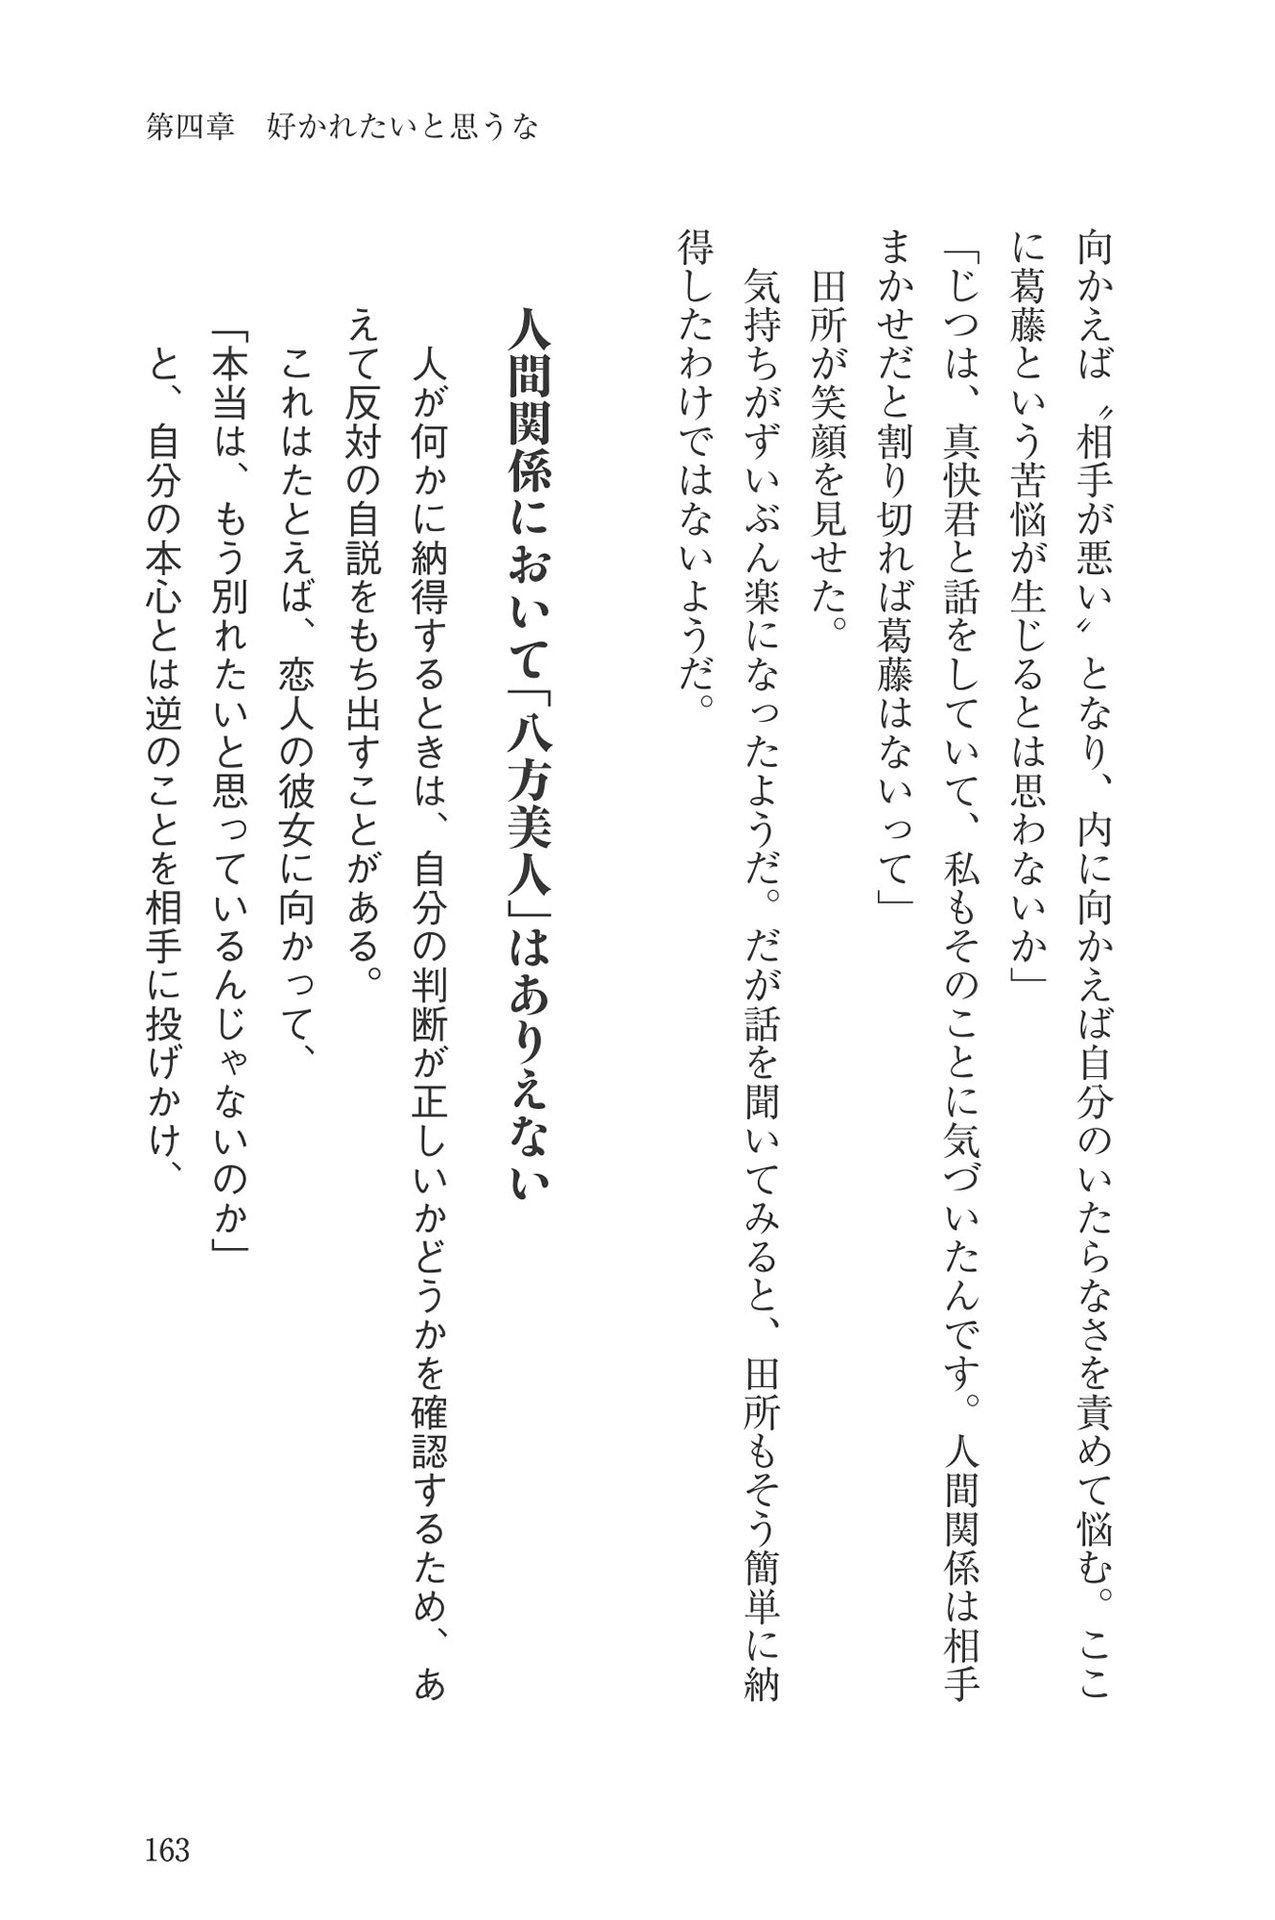 第四章　好かれたいと思うな
向かえば〝相手が悪い〟となり、内に向かえば自分のいたらなさを責めて悩む。ここ
に葛藤という苦悩が生じるとは思わないか」
「じつは、真快君と話をしていて、私もそのことに気づいたんです。人間関係は相手
まかせだと割り切れば葛藤はないって」
　田所が笑顔を見せた。
　気持ちがずいぶん楽になったようだ。だが話を聞いてみると、田所もそう簡単に納
得したわけではないようだ。
人間関係において「八方美人」はありえない
　人が何かに納得するときは、自分の判断が正しいかどうかを確認するため、あ
えて反対の自説をもち出すことがある。
　これはたとえば、恋人の彼女に向かって、
「本当は、もう別れたいと思っているんじゃないのか」
　と、自分の本心とは逆のことを相手に投げかけ、
163